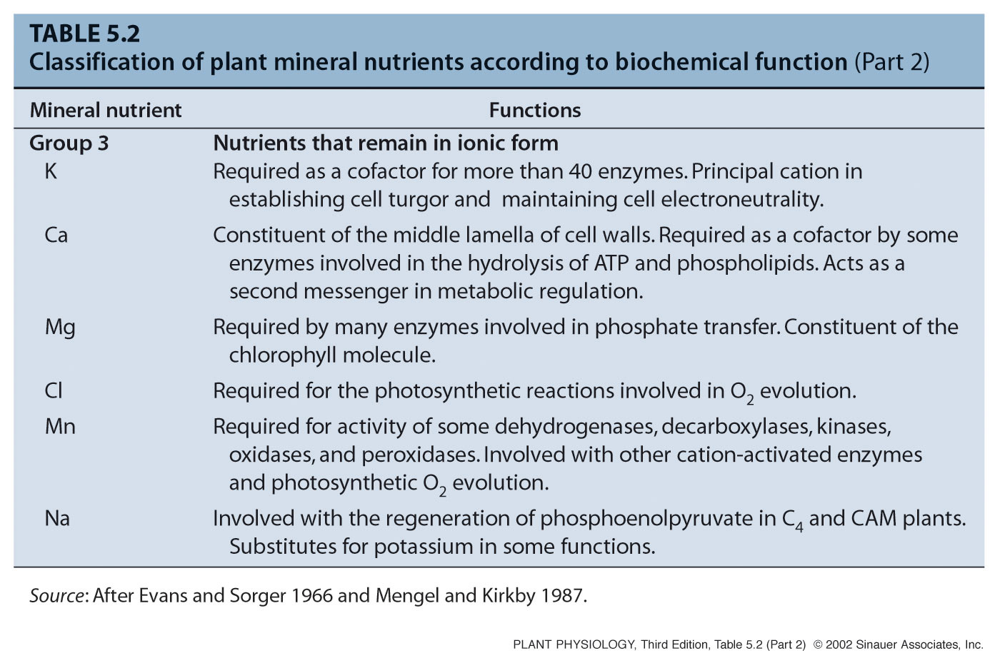 TABLE 5.2
Classification of plant mineral nutrients according to biochemical function (Part 2)
Mineral nutrient Functions
Group 3 Nutrients that remain in ionic form
K Required as a cofactor for more than 40 enzymes. Principal cation in
establishing cell turgor and maintaining cell electroneutrality.
Ca Constituent of the middle lamella of cell walls. Required as a cofactor by some
enzymes involved in the hydrolysis of ATP and phospholipids. Acts as a
second messenger in metabolic regulation.
Mg Required by many enzymes involved in phosphate transfer. Constituent of the
chlorophyll molecule.
Cl Required for the photosynthetic reactions involved in O₂ evolution.
Mn Required for activity of some dehydrogenases, decarboxylases, kinases,
oxidases, and peroxidases. Involved with other cation-activated enzymes
and photosynthetic O₂ evolution.
Na Involved with the regeneration of phosphoenolpyruvate in C₄ and CAM plants.
Substitutes for potassium in some functions.
Source: After Evans and Sorger 1966 and Mengel and Kirkby 1987.
PLANT PHYSIOLOGY, Third Edition, Table 5.2 (Part 2) © 2002 Sinauer Associates, Inc.